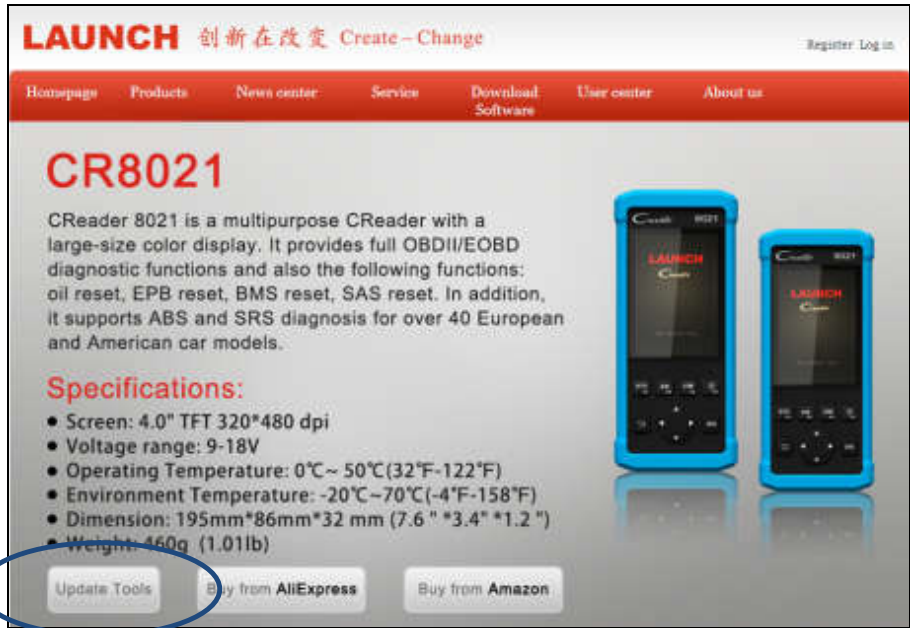 LAUNCH 创新在改变 Create – Change
Register Log in
Homepage Products News center Service Download Software User center About us
CR8021
CReader 8021 is a multipurpose CReader with a
large-size color display. It provides full OBDII/EOBD
diagnostic functions and also the following functions:
oil reset, EPB reset, BMS reset, SAS reset. In addition,
it supports ABS and SRS diagnosis for over 40 European
and American car models.
Specifications:
● Screen: 4.0" TFT 320*480 dpi
● Voltage range: 9-18V
● Operating Temperature: 0℃~ 50℃(32℉-122℉)
● Environment Temperature: -20℃~70℃(-4℉-158℉)
● Dimension: 195mm*86mm*32 mm (7.6 " *3.4" *1.2 ")
● Weight: 460g (1.01lb)
Update Tools Buy from AliExpress Buy from Amazon
8021
LAUNCH
8021
LAUNCH